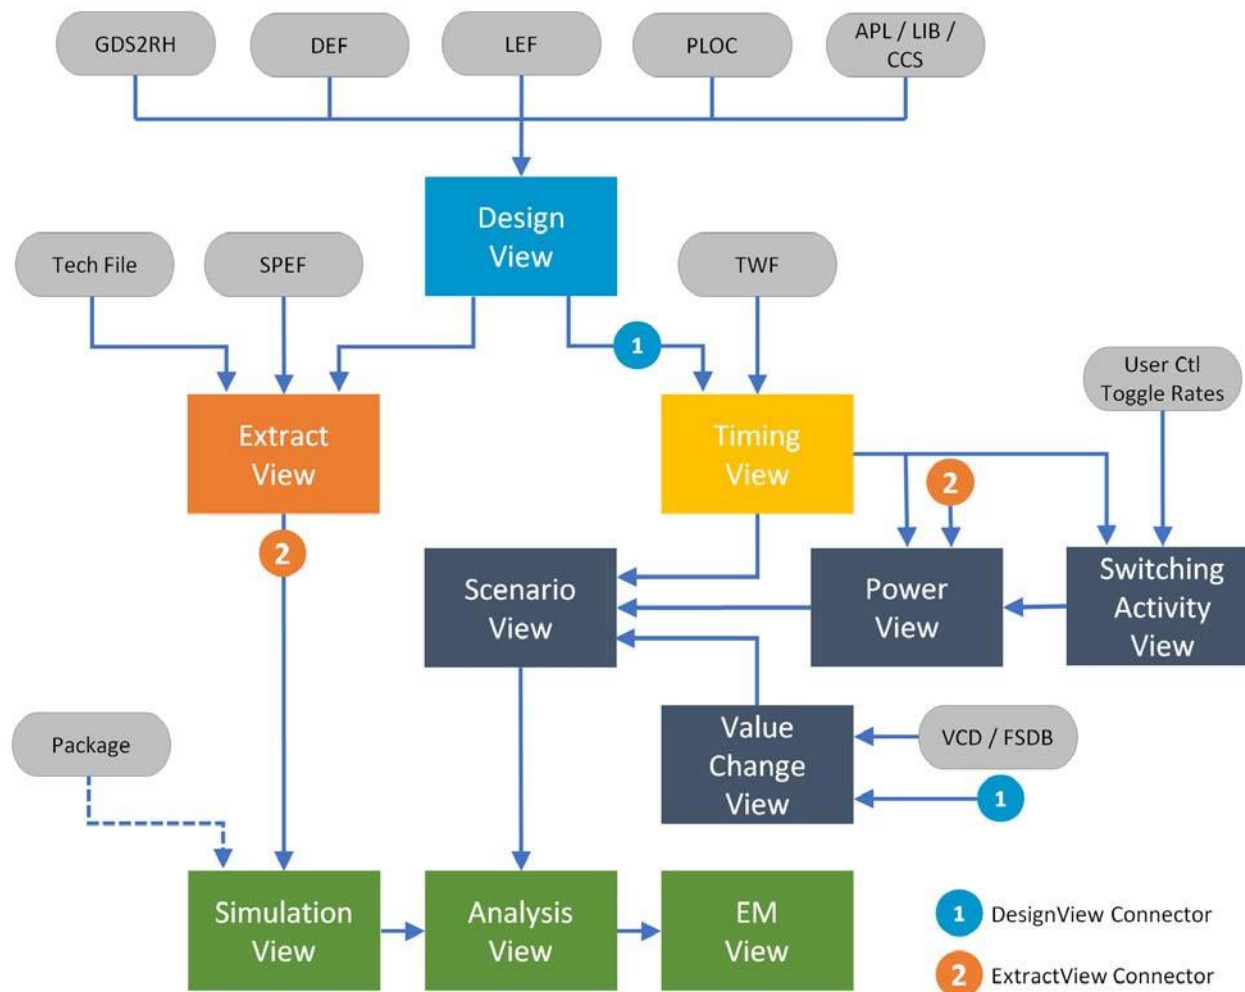 GDS2RH
DEF
LEF
PLOC
APL / LIB /
CCS
Design
View
Tech File
SPEF
TWF
1
User Ctl
Toggle Rates
Extract
View
Timing
View
2
2
Scenario
View
Power
View
Switching
Activity
View
Package
Value
Change
View
VCD / FSDB
1
Simulation
View
Analysis
View
EM
View
1 DesignView Connector
2 ExtractView Connector